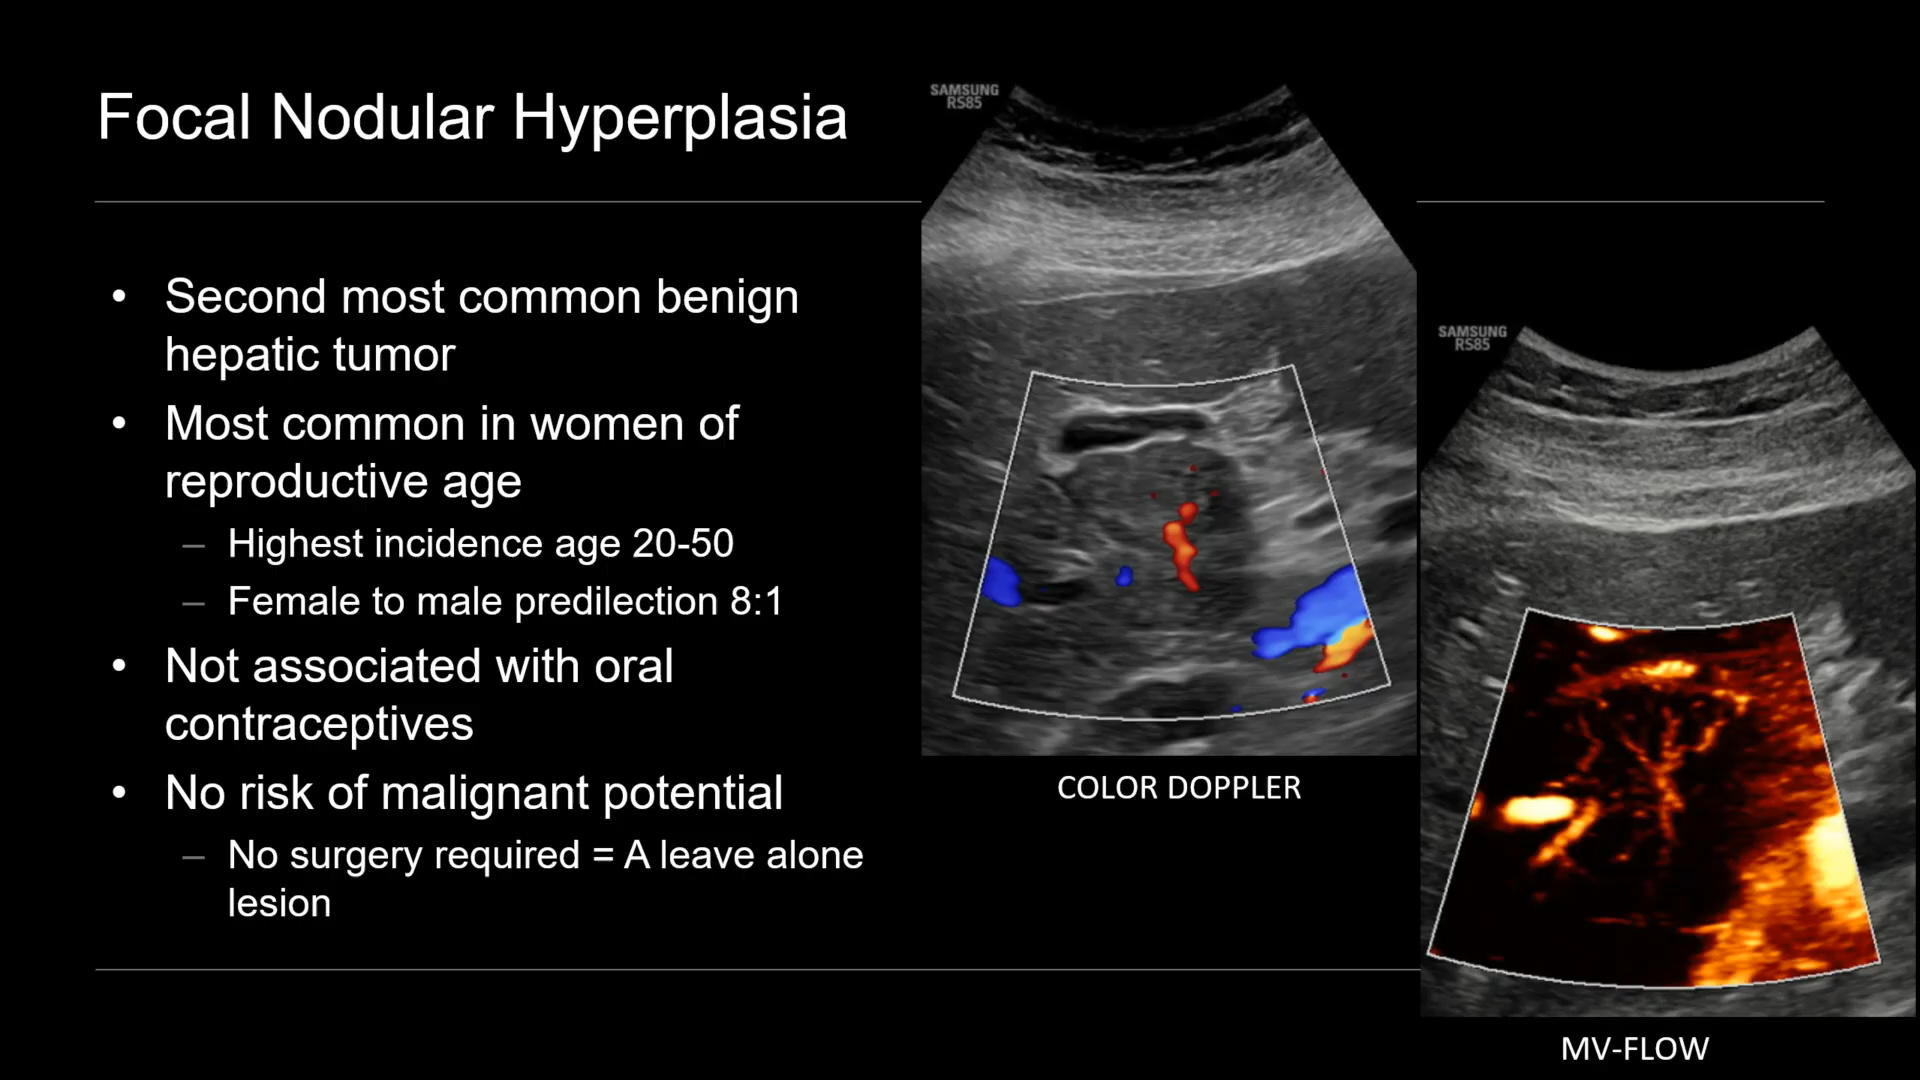 Focal Nodular Hyperplasia
• Second most common benign
hepatic tumor
• Most common in women of
reproductive age
– Highest incidence age 20-50
– Female to male predilection 8:1
• Not associated with oral
contraceptives
• No risk of malignant potential
– No surgery required = A leave alone
lesion
SAMSUNG
RS85
COLOR DOPPLER
SAMSUNG
RS85
MV-FLOW